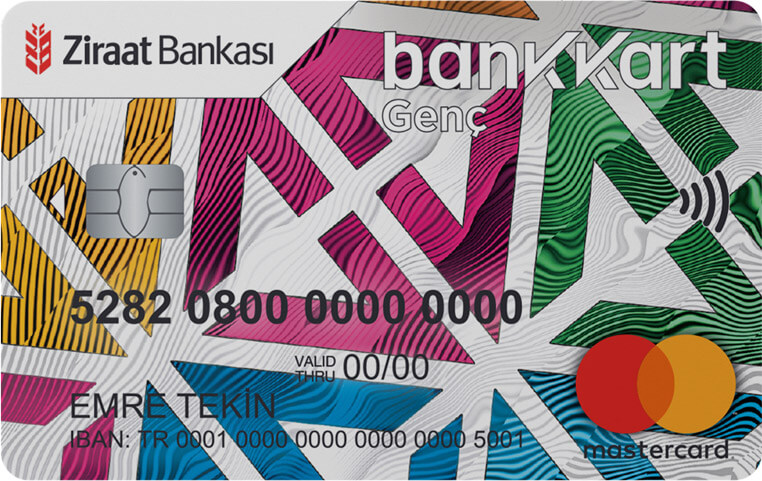 Ziraat Bankası
bankkart
Genç
5282 0800 0000 0000
VALID THRU 00/00
EMRE TEKİN
IBAN: TR 0001 0000 0000 0000 0000 5001
mastercard